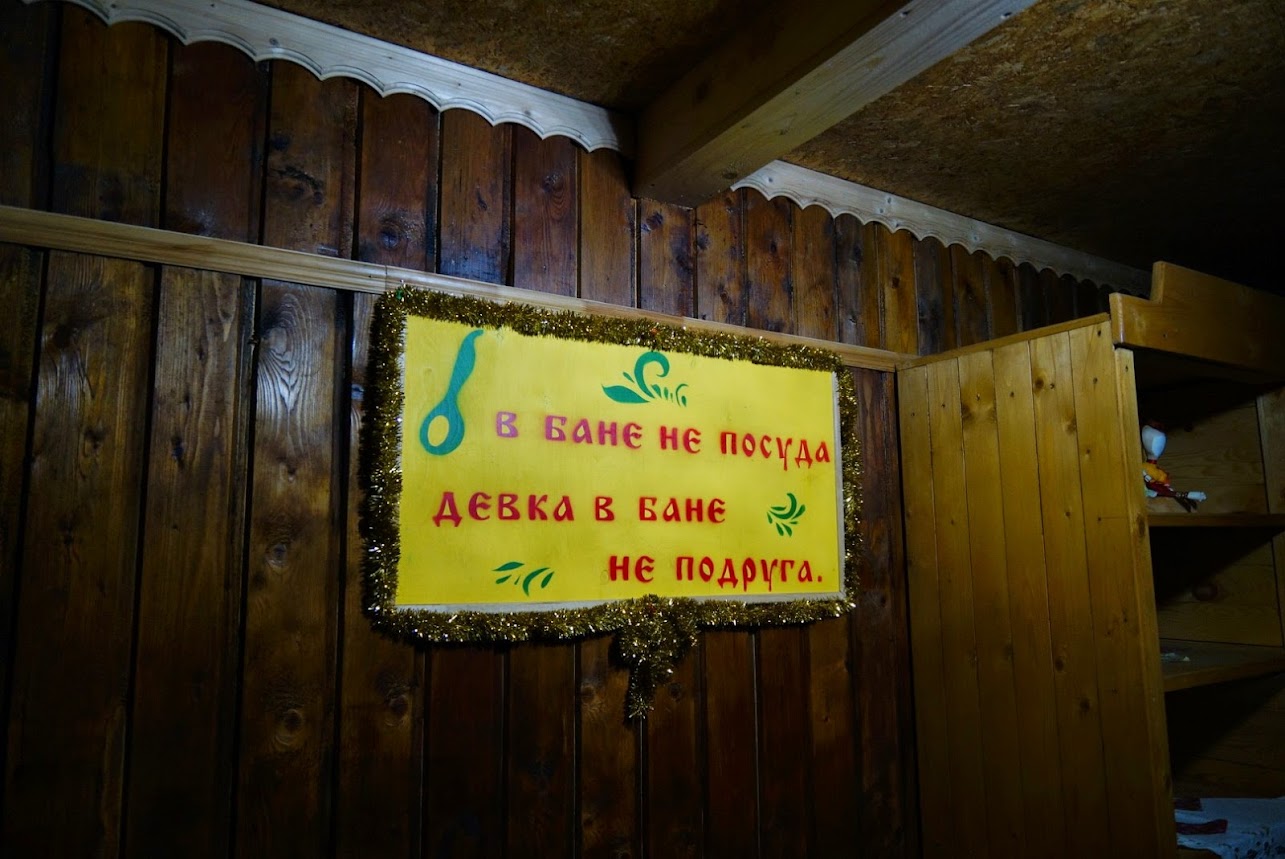 В БАНЕ НЕ ПОСУДА
ДЕВКА В БАНЕ
НЕ ПОДРУГА.